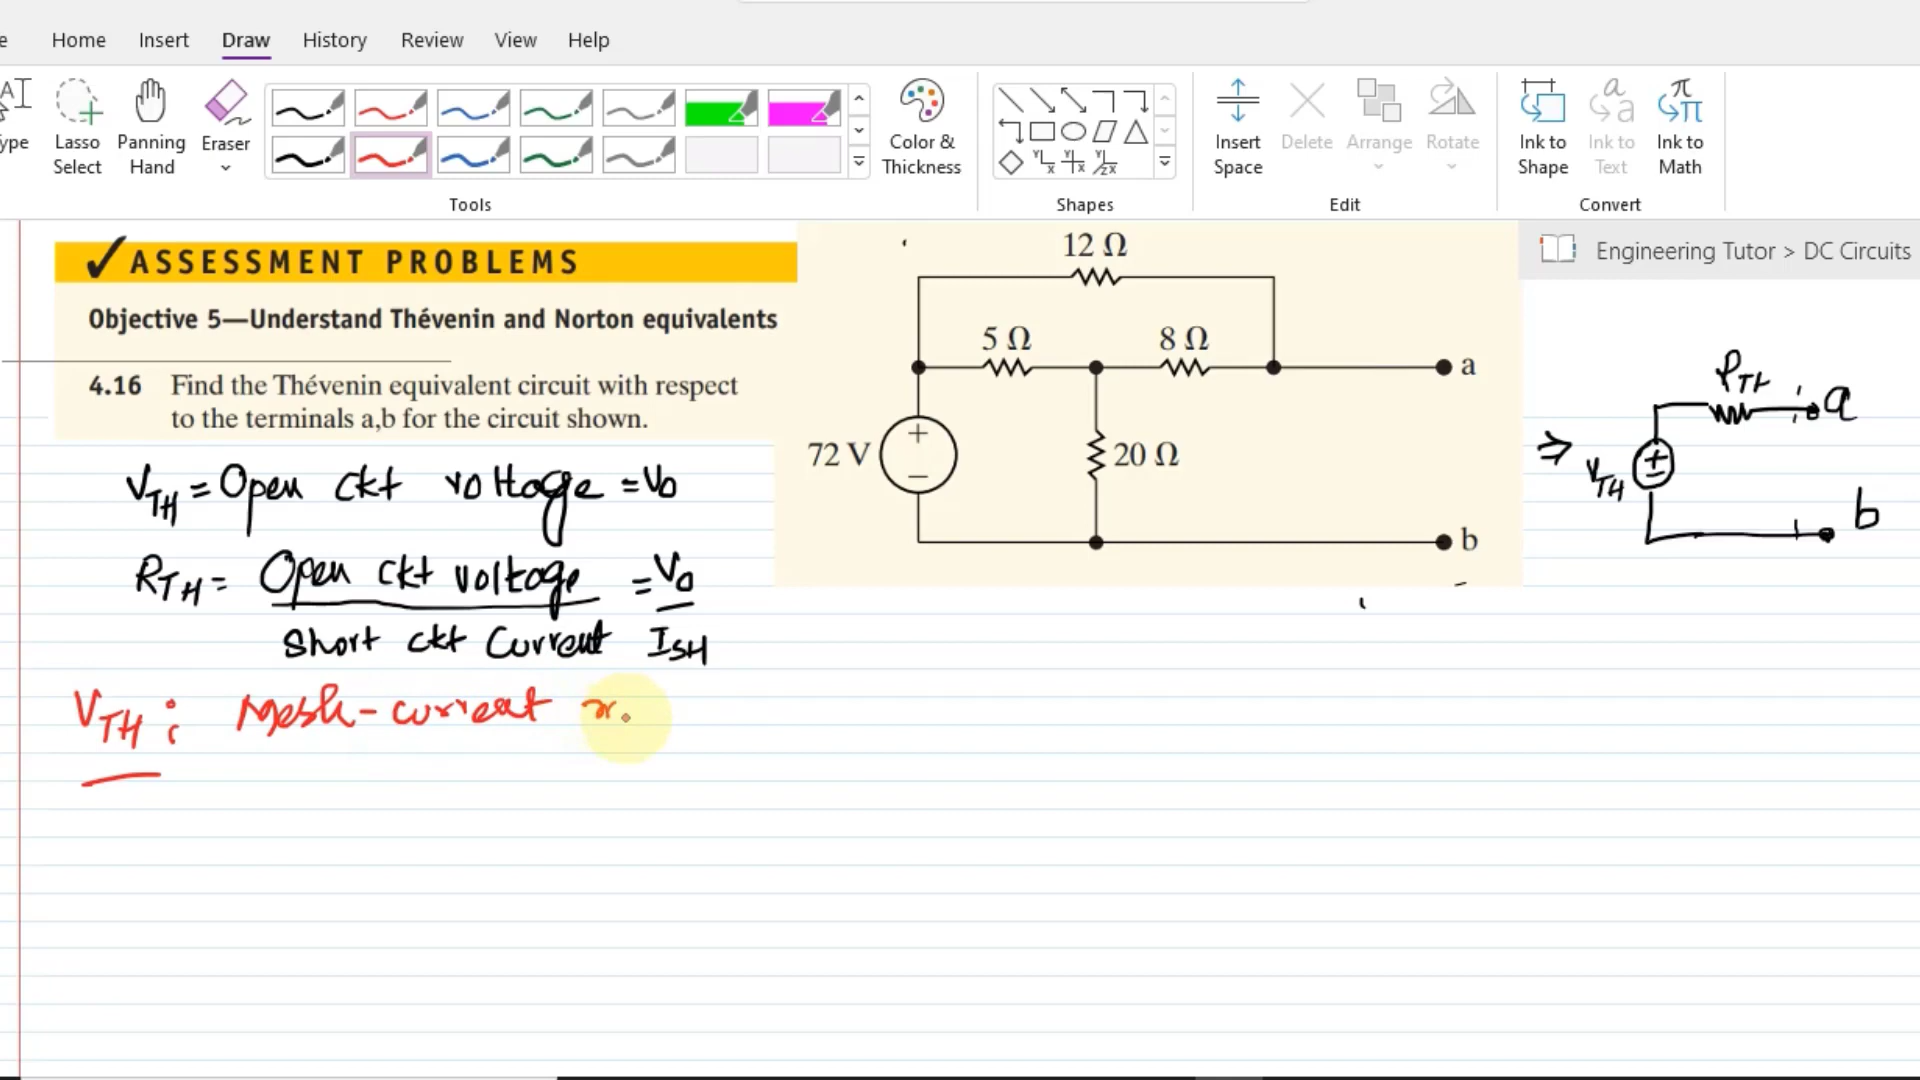 Home Insert Draw History Review View Help
Lasso Select
Panning Hand
Eraser
Color & Thickness
Insert Space
Delete
Arrange
Rotate
Ink to Shape
Ink to Text
Ink to Math
Tools
Shapes
Edit
Convert
ASSESSMENT PROBLEMS
Engineering Tutor > DC Circuits
Objective 5—Understand Thévenin and Norton equivalents
4.16 Find the Thévenin equivalent circuit with respect
to the terminals a,b for the circuit shown.
12 Ω
5 Ω
8 Ω
a
72 V
+
−
20 Ω
b
RTH
a
VTH
b
VTH = Open ckt voltage = V0
RTH = Open ckt voltage = V0
Short ckt Current ISH
VTH : Mesh-current